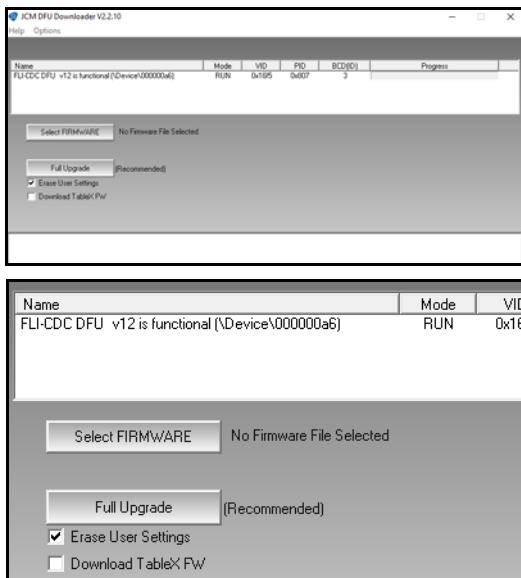 JCM DFU Downloader V2.2.10
Help Options
Name Mode VID PID BCD(ID) Progress
FLI-CDC DFU v12 is functional (\Device\000000a6) RUN 0x16f5 0x807 3
Select FIRMWARE No Firmware File Selected
Full Upgrade (Recommended)
Erase User Settings
Download TableX FW
Name Mode VID
FLI-CDC DFU v12 is functional (\Device\000000a6) RUN 0x16
Select FIRMWARE No Firmware File Selected
Full Upgrade (Recommended)
Erase User Settings
Download TableX FW